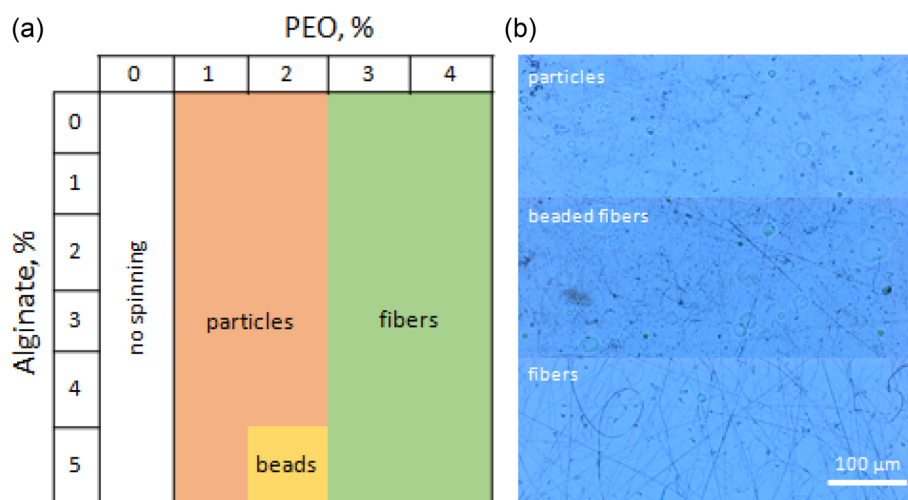 (a)
PEO, %
0 1 2 3 4
Alginate, %
0
1
2
3
4
5
no spinning
particles
fibers
beads
(b)
particles
beaded fibers
fibers
100 µm